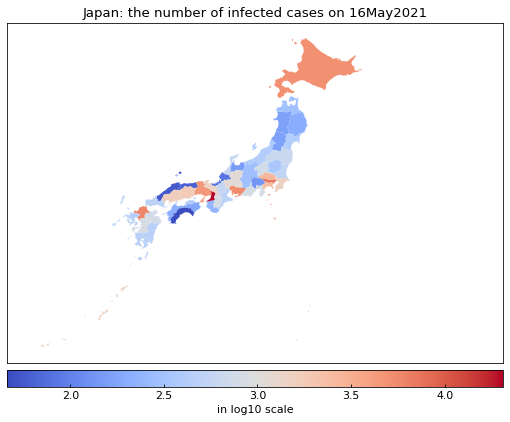 Japan: the number of infected cases on 16May2021
2.0 2.5 3.0 3.5 4.0
in log10 scale